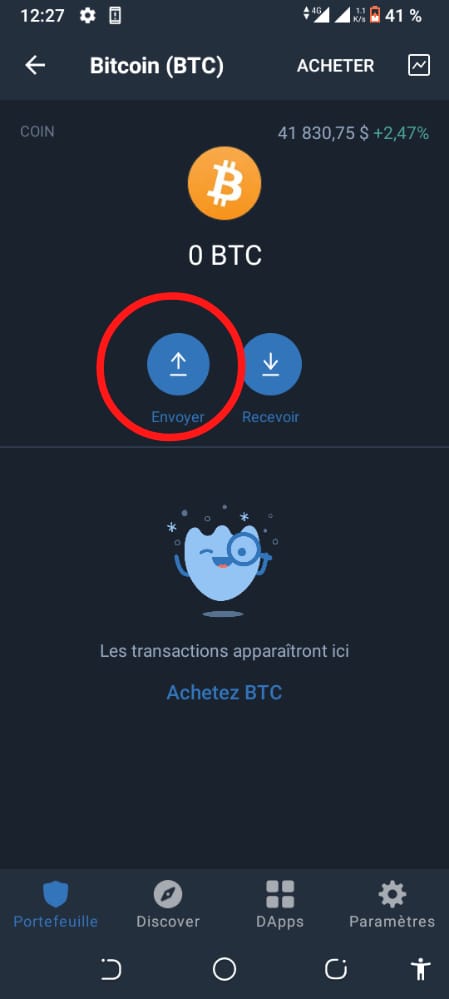 12:27 4G 1.1 K/s 41 %
Bitcoin (BTC) ACHETER
COIN 41 830,75 $ +2,47%
0 BTC
Envoyer Recevoir
Les transactions apparaîtront ici
Achetez BTC
Portefeuille Discover DApps Paramètres